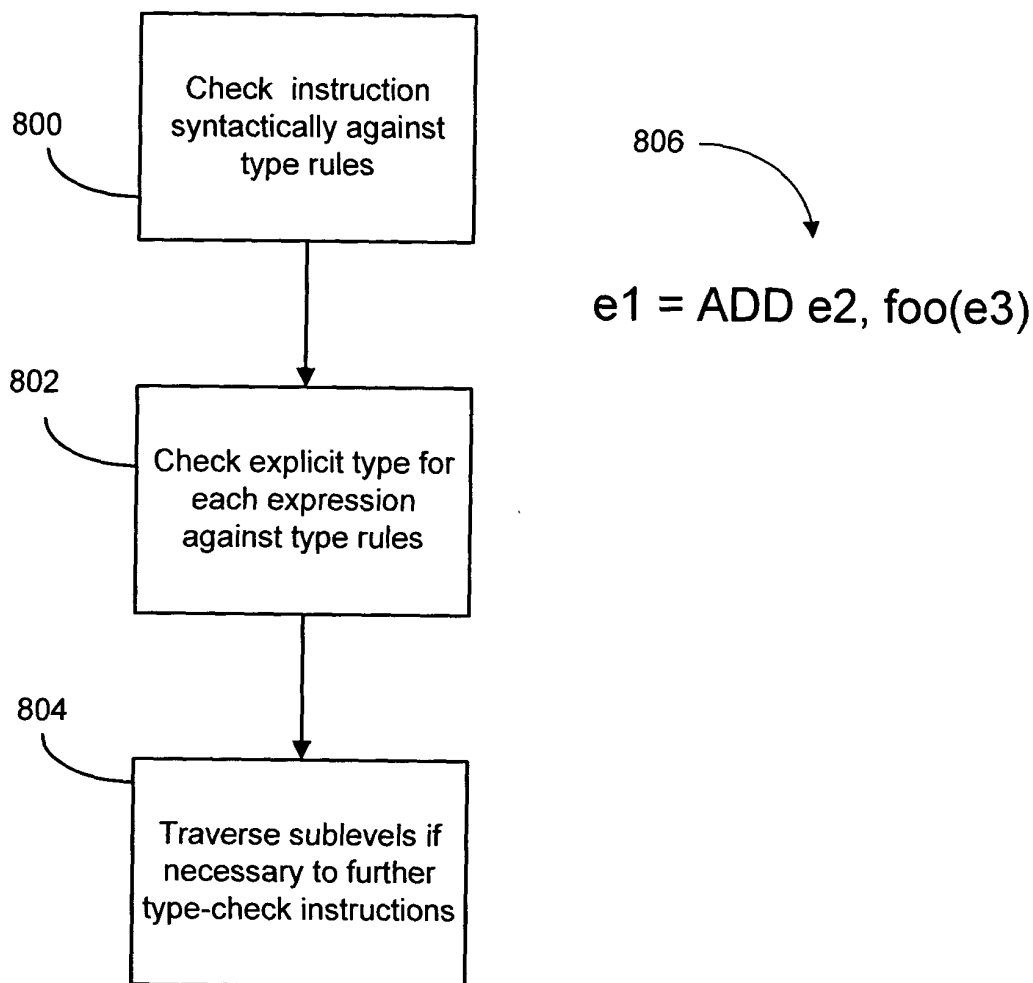 800
Check instruction
syntactically against
type rules
806
e1 = ADD e2, foo(e3)
802
Check explicit type for
each expression
against type rules
804
Traverse sublevels if
necessary to further
type-check instructions